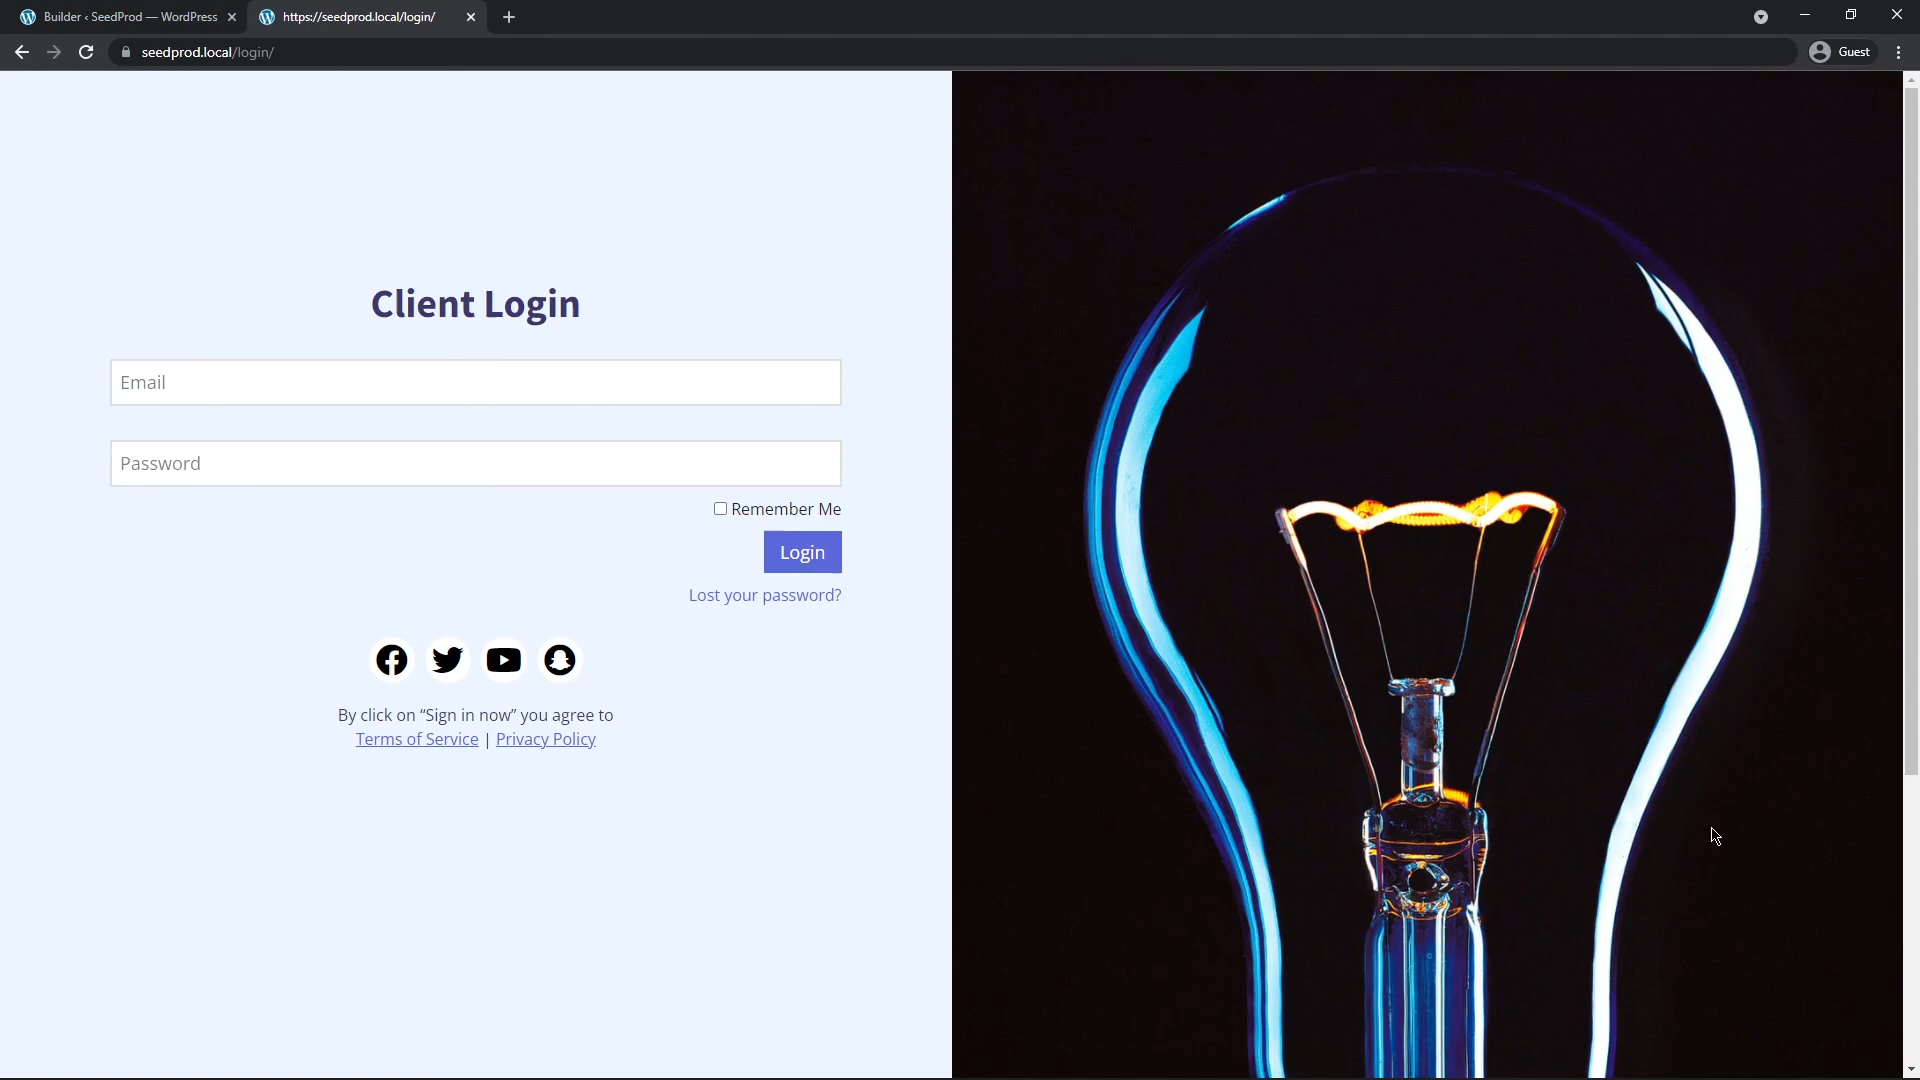 Builder ‹ SeedProd — WordPress
https://seedprod.local/login/
seedprod.local/login/
Guest
Client Login
Email
Password
Remember Me
Login
Lost your password?
By click on “Sign in now” you agree to
Terms of Service | Privacy Policy